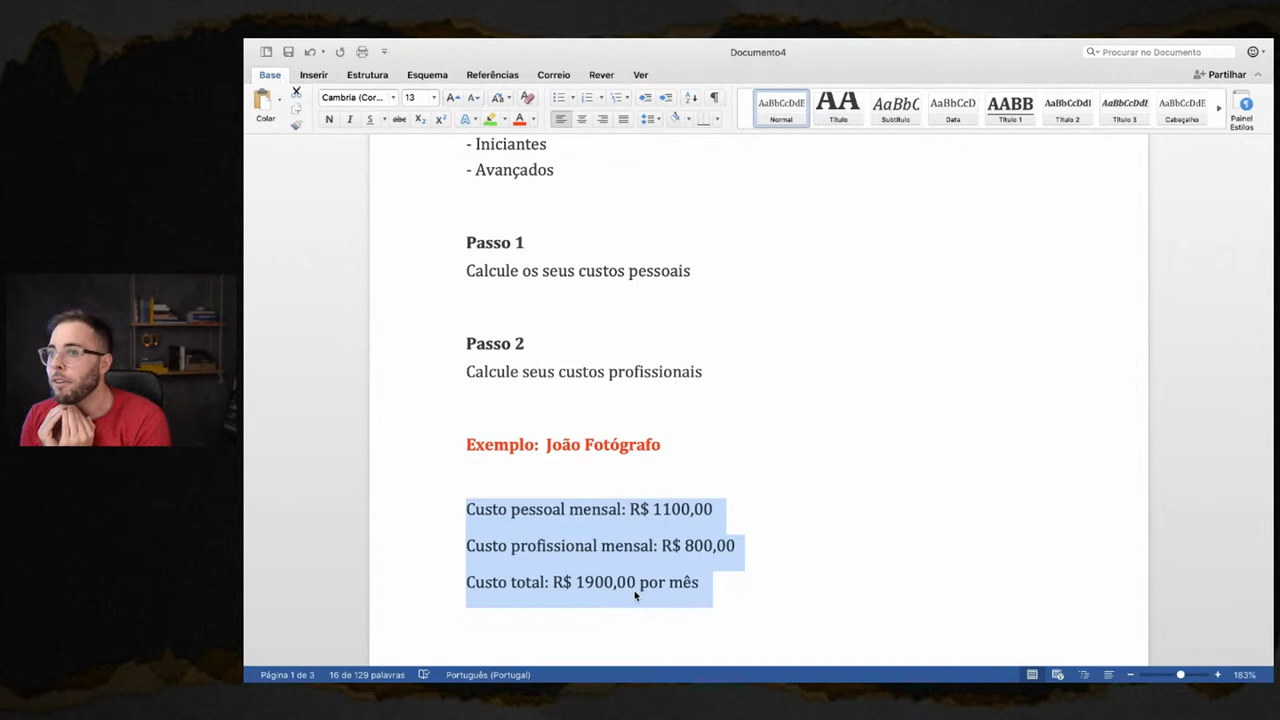 Documento4
Procurar no Documento
Base Inserir Estrutura Esquema Referências Correio Rever Ver
Partilhar
Colar
Cambria (Cor... 13
N I S abc X₂ X²
AaBbCcDdE AA AaBbC AaBbCcD AABB AaBbCcDdI AaBbCcDdE AaBbCcDdE
Normal Título Subtítulo Data Título 1 Título 2 Título 3 Cabeçalho
Painel
Estilos
- Iniciantes
- Avançados
Passo 1
Calcule os seus custos pessoais
Passo 2
Calcule seus custos profissionais
Exemplo: João Fotógrafo
Custo pessoal mensal: R$ 1100,00
Custo profissional mensal: R$ 800,00
Custo total: R$ 1900,00 por mês
Página 1 de 3 16 de 129 palavras Português (Portugal) 183%